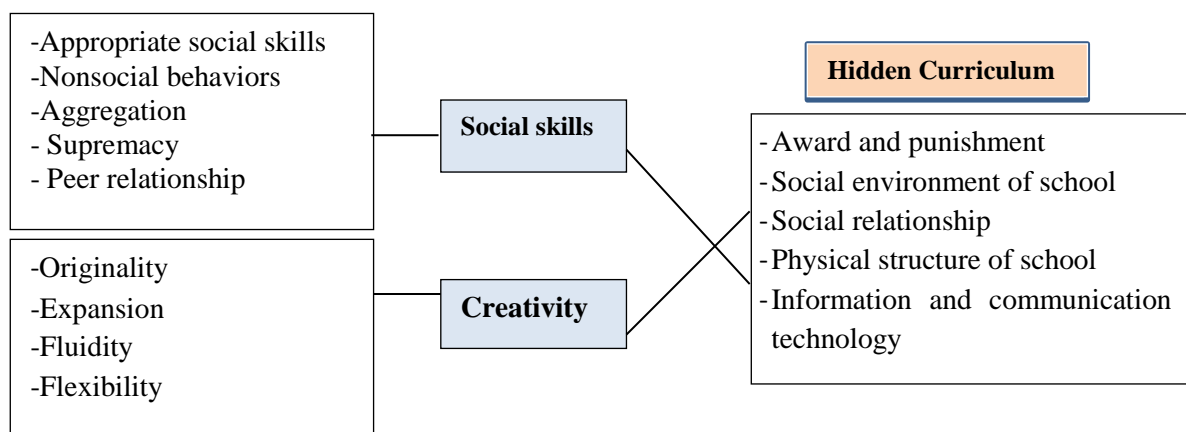 -Appropriate social skills
-Nonsocial behaviors
-Aggregation
- Supremacy
- Peer relationship
Social skills
-Originality
-Expansion
-Fluidity
-Flexibility
Creativity
Hidden Curriculum
-Award and punishment
-Social environment of school
-Social relationship
-Physical structure of school
-Information and communication
technology